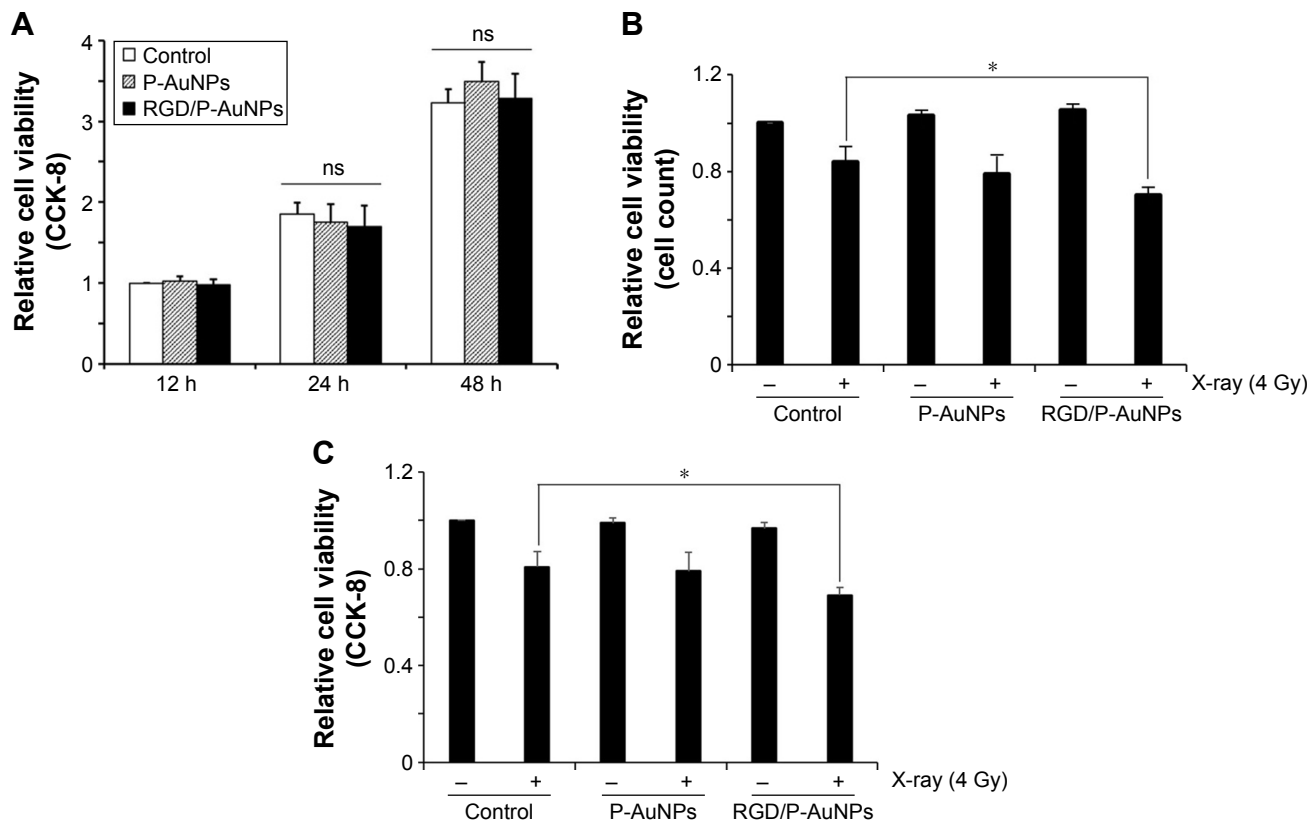 A
Relative cell viability
(CCK-8)
4
3
2
1
0
Control
P-AuNPs
RGD/P-AuNPs
ns
ns
12 h
24 h
48 h
B
Relative cell viability
(cell count)
1.2
0.8
0.4
0
*
– + – + – + X-ray (4 Gy)
Control P-AuNPs RGD/P-AuNPs
C
Relative cell viability
(CCK-8)
1.2
0.8
0.4
0
*
– + – + – + X-ray (4 Gy)
Control P-AuNPs RGD/P-AuNPs